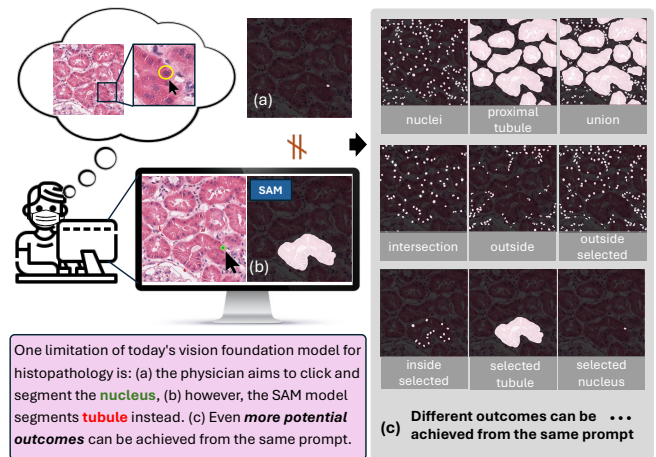 (a)
SAM
(b)
nuclei
proximal
tubule
union
intersection
outside
outside
selected
inside
selected
selected
tubule
selected
nucleus
One limitation of today's vision foundation model for
histopathology is: (a) the physician aims to click and
segment the nucleus, (b) however, the SAM model
segments tubule instead. (c) Even more potential
outcomes can be achieved from the same prompt.
(c) Different outcomes can be ...
achieved from the same prompt